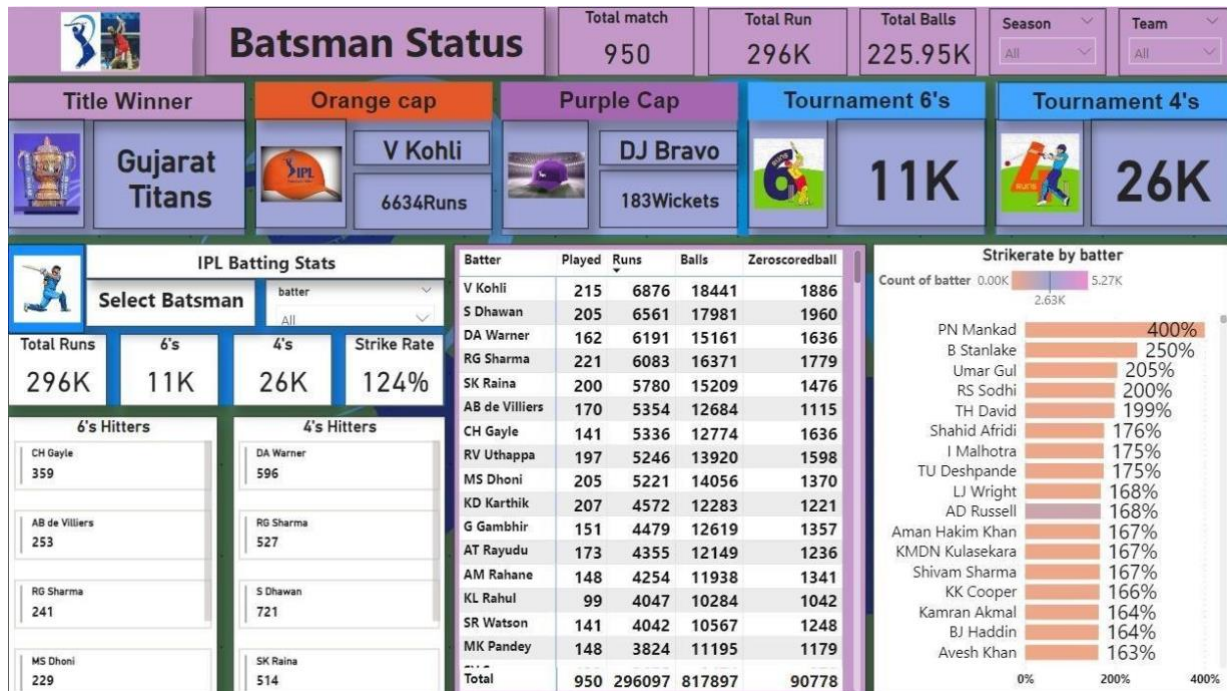 Batsman Status
Total match
950
Total Run
296K
Total Balls
225.95K
Season
All
Team
All
Title Winner
Gujarat
Titans
Orange cap
IPL
V Kohli
6634Runs
Purple Cap
DJ Bravo
183Wickets
Tournament 6's
6
RUNS
11K
Tournament 4's
4
RUNS
26K
IPL Batting Stats
Select Batsman
batter
All
Total Runs
296K
6's
11K
4's
26K
Strike Rate
124%
6's Hitters
CH Gayle
359
AB de Villiers
253
RG Sharma
241
MS Dhoni
229
4's Hitters
DA Warner
596
RG Sharma
527
S Dhawan
721
SK Raina
514
Batter Played Runs Balls Zeroscoredball
V Kohli 215 6876 18441 1886
S Dhawan 205 6561 17981 1960
DA Warner 162 6191 15161 1636
RG Sharma 221 6083 16371 1779
SK Raina 200 5780 15209 1476
AB de Villiers 170 5354 12684 1115
CH Gayle 141 5336 12774 1636
RV Uthappa 197 5246 13920 1598
MS Dhoni 205 5221 14056 1370
KD Karthik 207 4572 12283 1221
G Gambhir 151 4479 12619 1357
AT Rayudu 173 4355 12149 1236
AM Rahane 148 4254 11938 1341
KL Rahul 99 4047 10284 1042
SR Watson 141 4042 10567 1248
MK Pandey 148 3824 11195 1179
Total 950 296097 817897 90778
Strikerate by batter
Count of batter 0.00K 5.27K
2.63K
PN Mankad 400%
B Stanlake 250%
Umar Gul 205%
RS Sodhi 200%
TH David 199%
Shahid Afridi 176%
I Malhotra 175%
TU Deshpande 175%
LJ Wright 168%
AD Russell 168%
Aman Hakim Khan 167%
KMDN Kulasekara 167%
Shivam Sharma 167%
KK Cooper 166%
Kamran Akmal 164%
BJ Haddin 164%
Avesh Khan 163%
0% 200% 400%